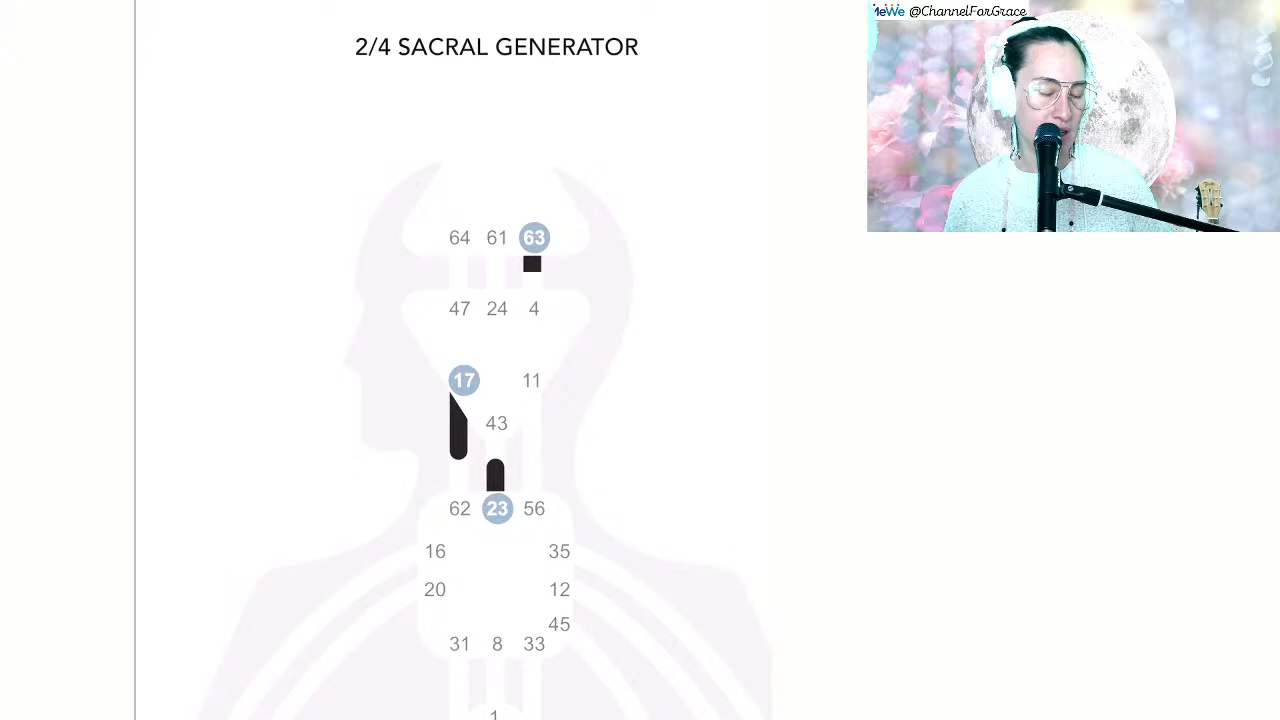 MeWe @ChannelForGrace
2/4 SACRAL GENERATOR
64 61 63
47 24 4
17 11
43
62 23 56
16 35
20 12
45
31 8 33
1